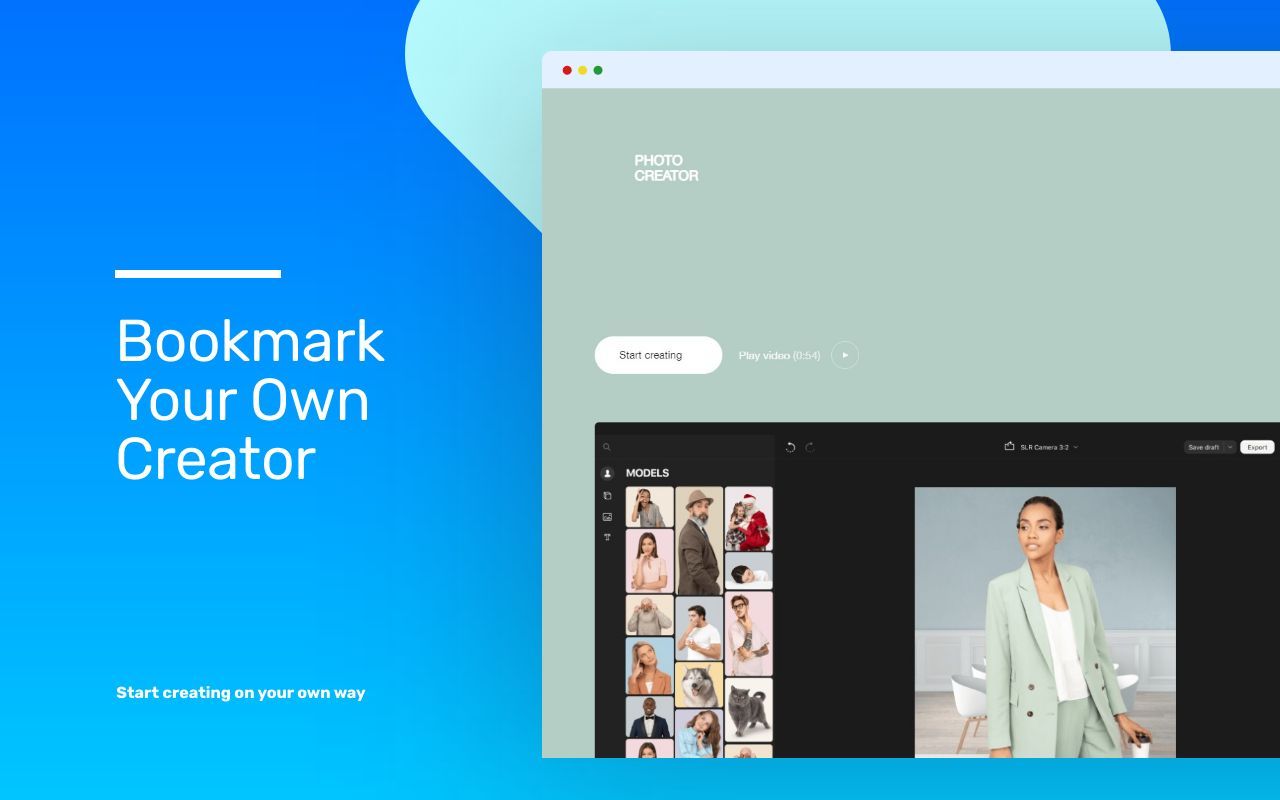 Bookmark
Your Own
Creator
Start creating on your own way
PHOTO
CREATOR
Start creating
Play video (0:54)
SLR Camera 3:2
Save draft
Export
MODELS
T